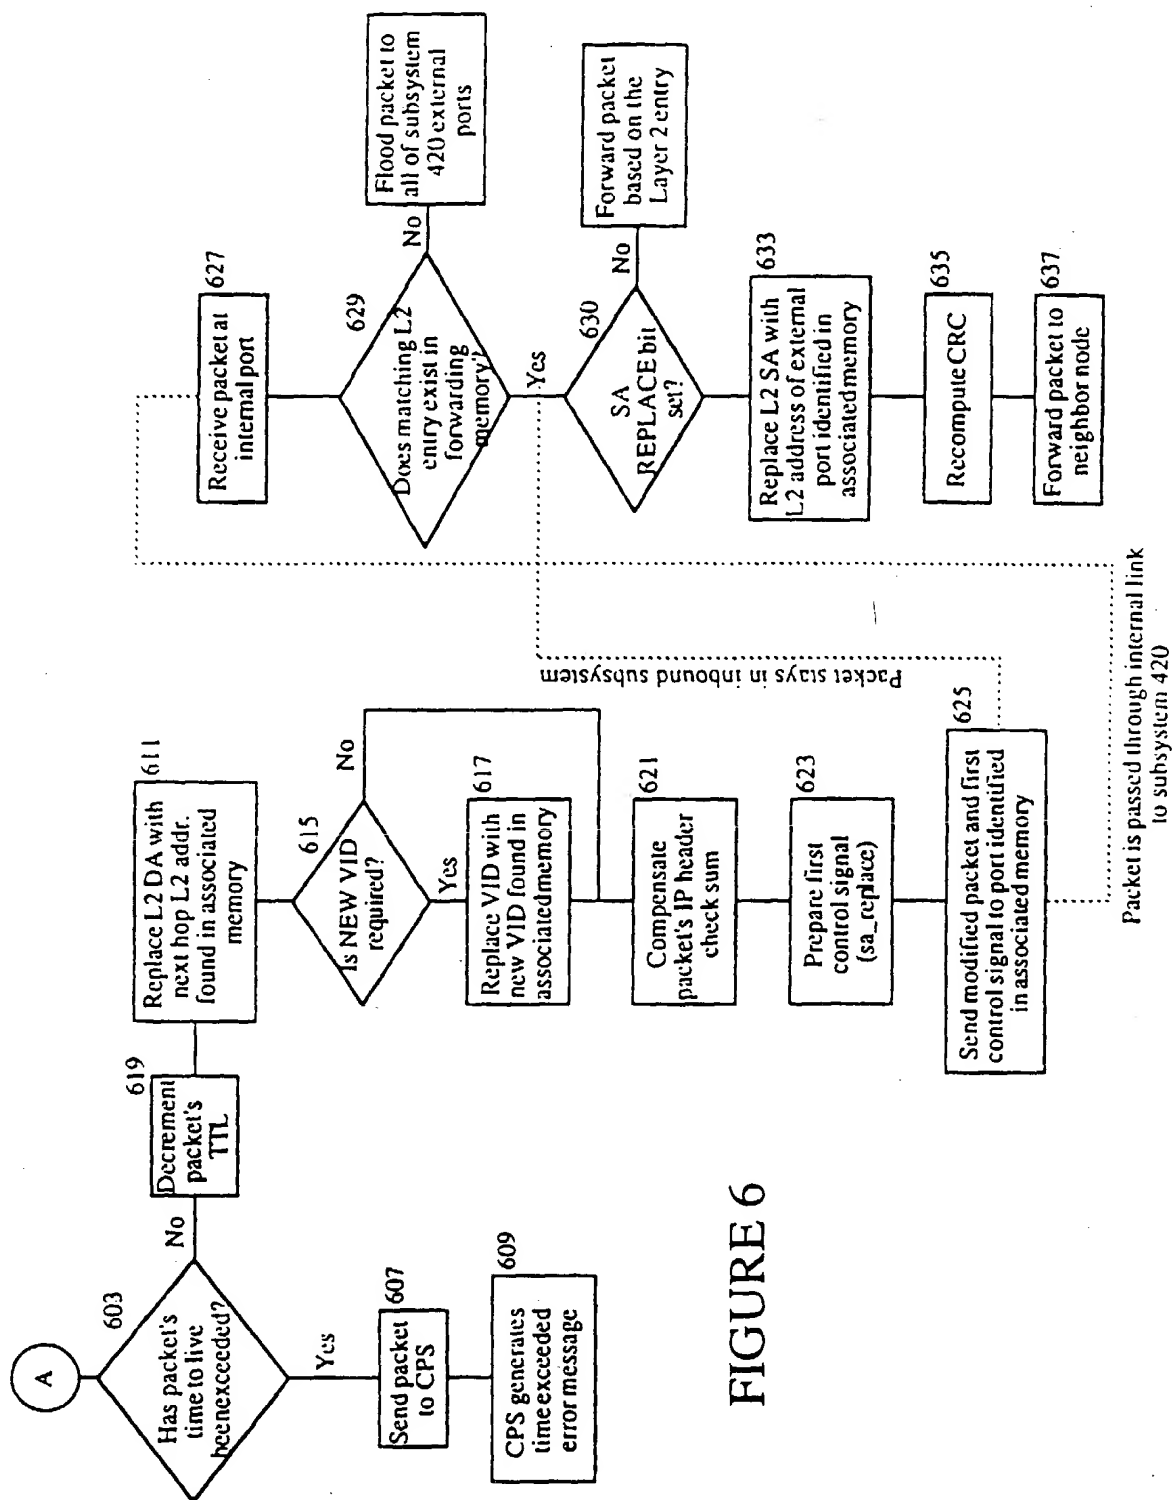 A
603
Has packet's
time to live
beenexceeded?
Yes
No
607
Send packet
to CPS
609
CPS generates
time exceeded
error message
619
Decrement
packet's
TTL
611
Replace L2 DA with
next hop L2 addr.
found in associated
memory
615
Is NEW VID
required?
No
Yes
617
Replace VID with
new VID found in
associatedmemory
621
Compensate
packet's IP header
check sum
623
Prepare first
control signal
(sa_replace)
625
Send modified packet and first
control signal to port identified
in associated memory
Packet stays in inbound subsystem
Packet is passed through internal link
to subsystem 420
627
Receive packet at
internal port
629
Does matching L2
entry exist in
forwarding
memory?
No
Flood packet to
all of subsystem
420 external
ports
Yes
630
SA
REPLACE bit
set?
No
Forward packet
based on the
Layer 2 entry
633
Replace L2 SA with
L2 address of external
port identified in
associated memory
635
Recompute CRC
637
Forward packet to
neighbor node
FIGURE 6